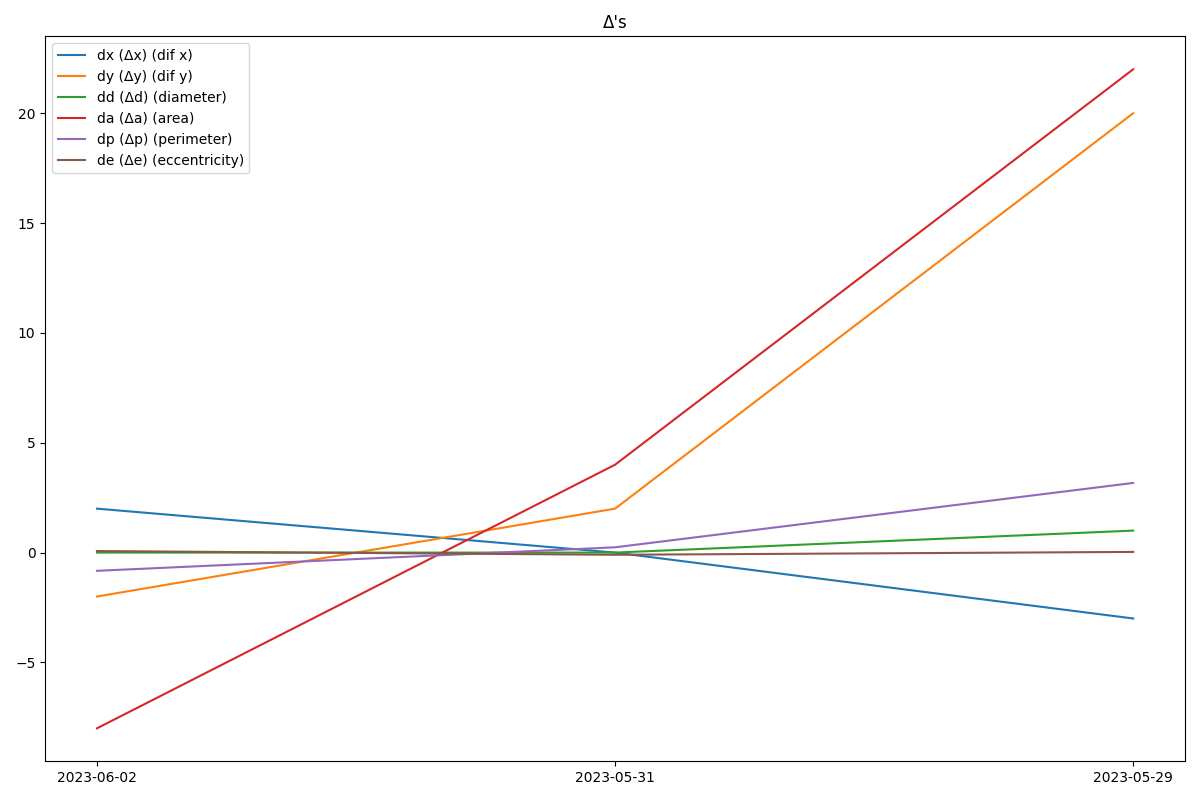 Δ's
dx (Δx) (dif x)
dy (Δy) (dif y)
dd (Δd) (diameter)
da (Δa) (area)
dp (Δp) (perimeter)
de (Δe) (eccentricity)
20
15
10
5
0
−5
2023-06-02 2023-05-31 2023-05-29